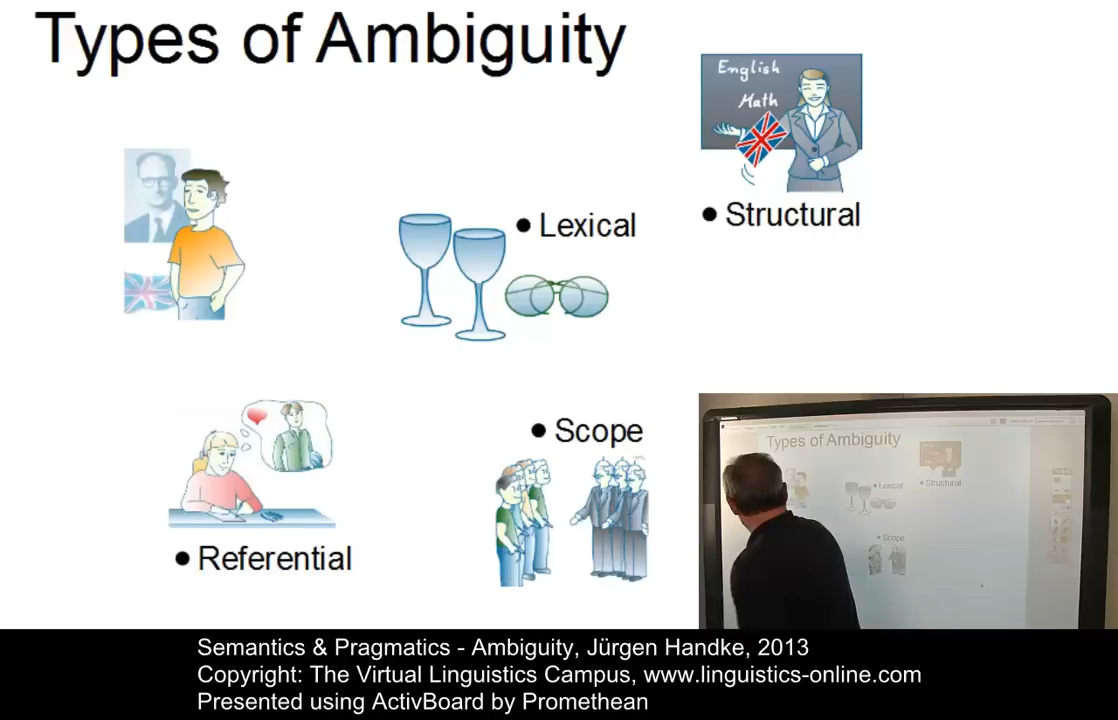 Types of Ambiguity
English
Math
• Lexical
• Structural
• Scope
• Referential
Types of Ambiguity
• Lexical
• Structural
• Scope
Semantics & Pragmatics - Ambiguity, Jürgen Handke, 2013
Copyright: The Virtual Linguistics Campus, www.linguistics-online.com
Presented using ActivBoard by Promethean